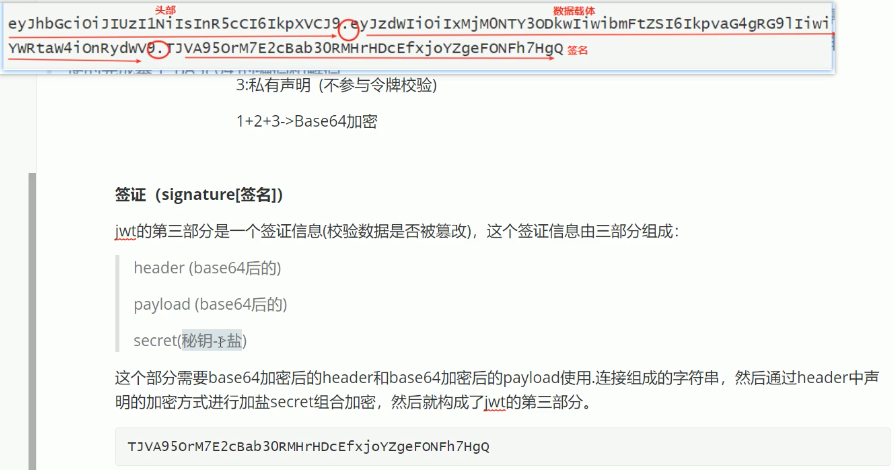 头部
数据载体
eyJhbGciOiJIUzI1NiIsInR5cCI6IkpXVCJ9.eyJzdWIiOiIxMjM0NTY3ODkwIiwibmFtZSI6IkpvaG4gRG9lIiwi
YWRtaW4iOnRydWV9.TJVA95OrM7E2cBab30RMHrHDcEfxjoYZgeFONFh7HgQ 签名
3:私有声明 (不参与令牌校验)
1+2+3->Base64加密
签证（signature[签名]）
jwt的第三部分是一个签证信息(校验数据是否被篡改)，这个签证信息由三部分组成：
header (base64后的)
payload (base64后的)
secret(秘钥->盐)
这个部分需要base64加密后的header和base64加密后的payload使用.连接组成的字符串，然后通过header中声
明的加密方式进行加盐secret组合加密，然后就构成了jwt的第三部分。
TJVA95OrM7E2cBab30RMHrHDcEfxjoYZgeFONFh7HgQ